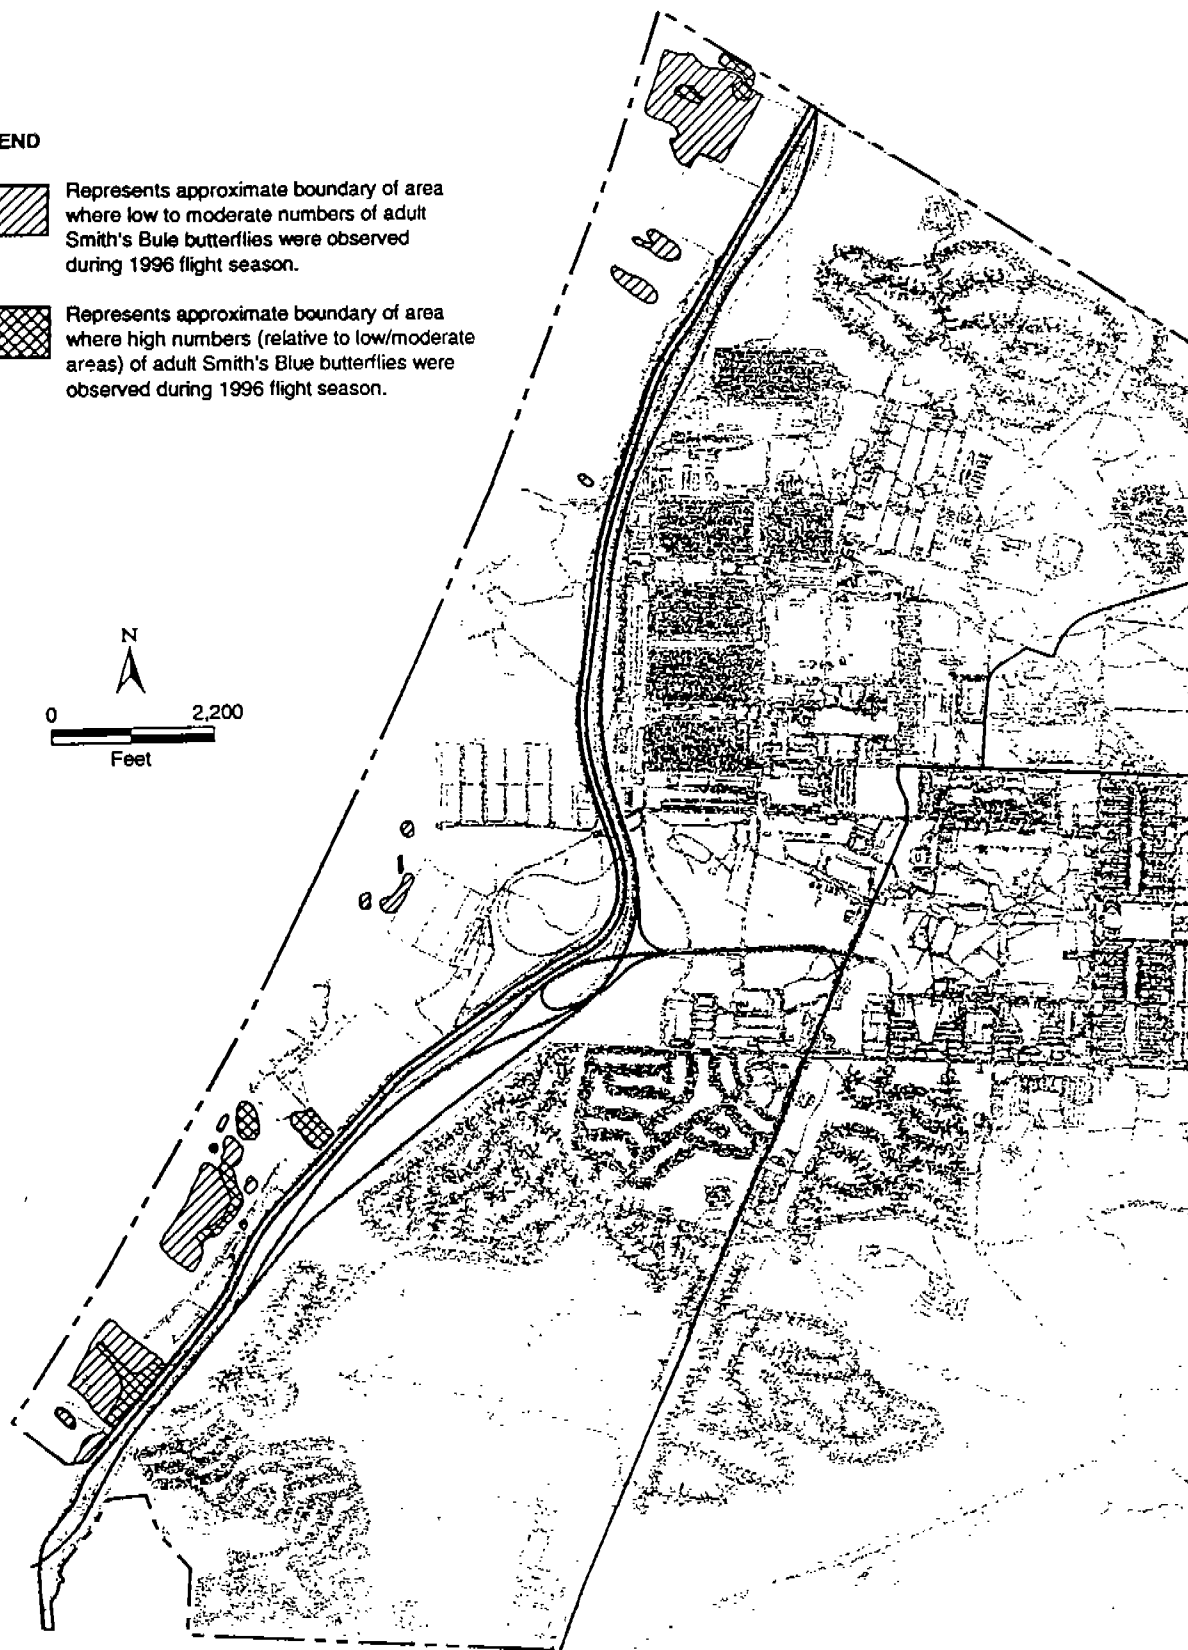 END
Represents approximate boundary of area
where low to moderate numbers of adult
Smith's Bule butterflies were observed
during 1996 flight season.
Represents approximate boundary of area
where high numbers (relative to low/moderate
areas) of adult Smith's Blue butterflies were
observed during 1996 flight season.
N
0 2,200
Feet